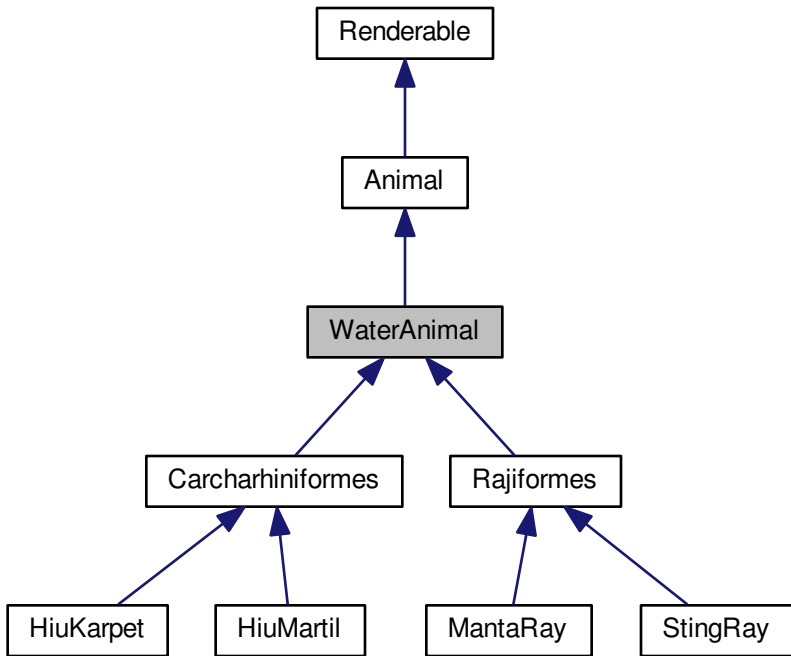 Renderable
Animal
WaterAnimal
Carcharhiniformes
Rajiformes
HiuKarpet
HiuMartil
MantaRay
StingRay